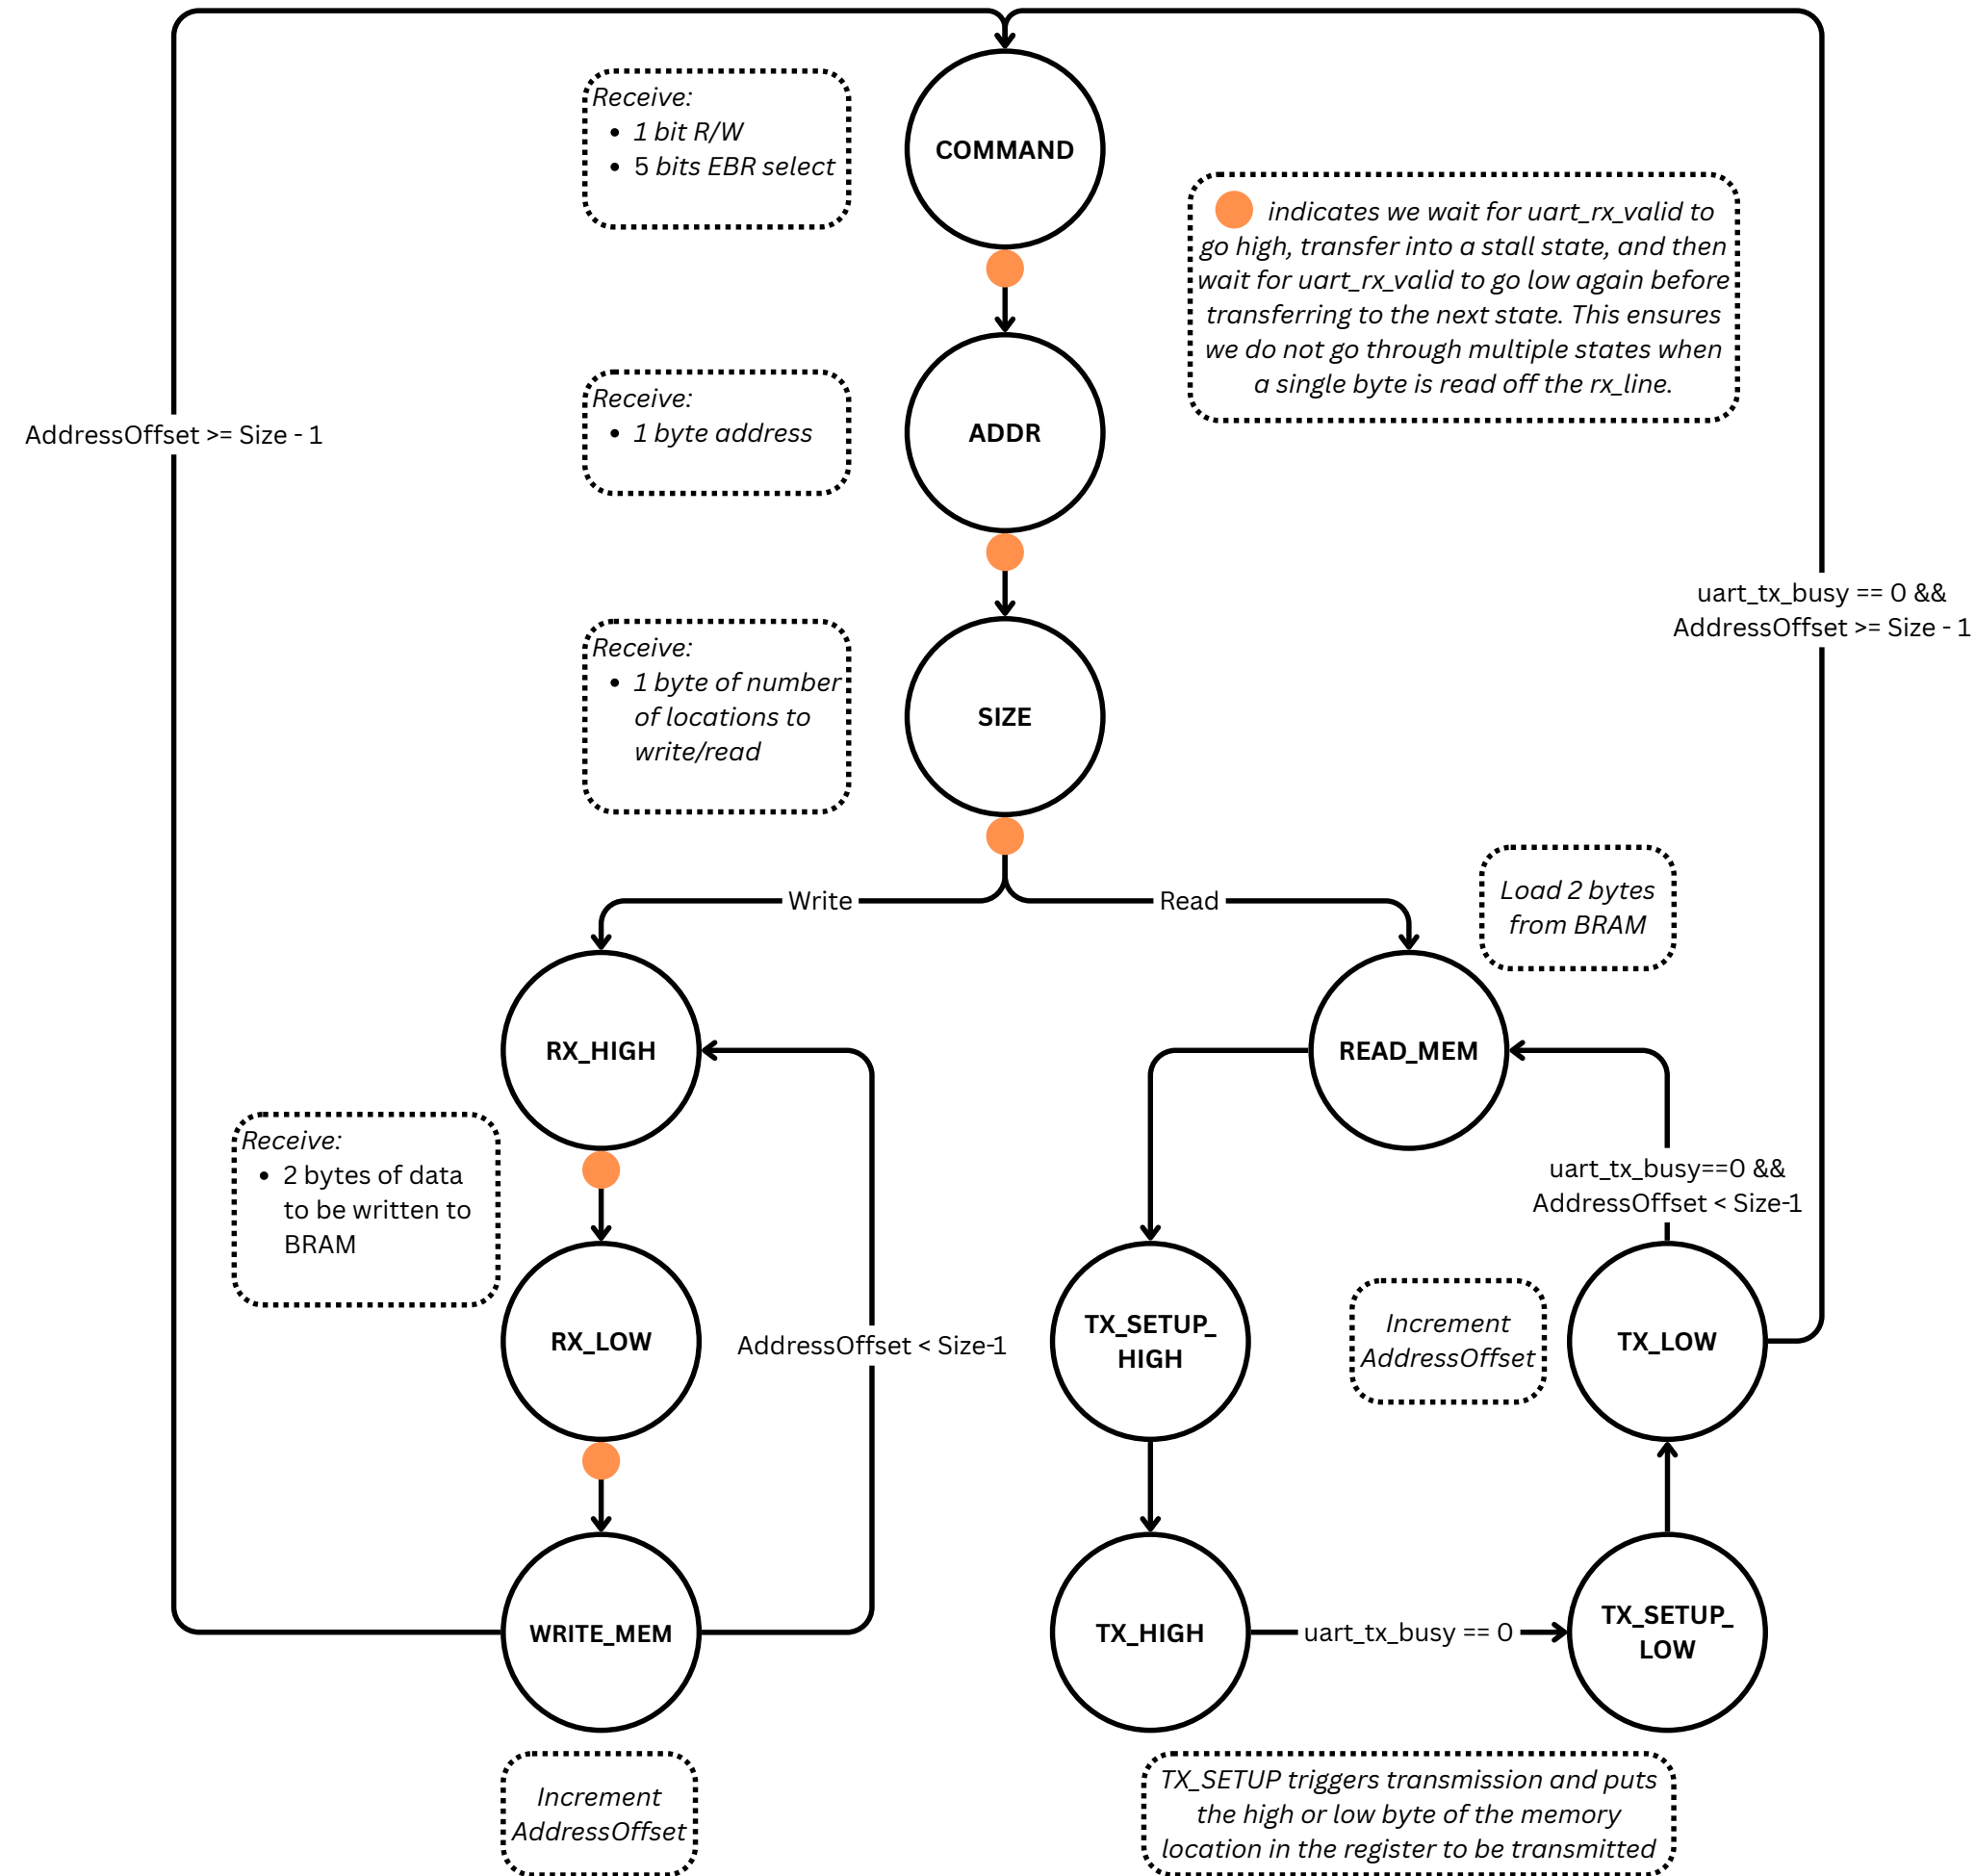 Receive:
• 1 bit R/W
• 5 bits EBR select
COMMAND
indicates we wait for uart_rx_valid to
go high, transfer into a stall state, and then
wait for uart_rx_valid to go low again before
transferring to the next state. This ensures
we do not go through multiple states when
a single byte is read off the rx_line.
AddressOffset >= Size - 1
Receive:
• 1 byte address
ADDR
uart_tx_busy == 0 &&
AddressOffset >= Size - 1
Receive:
• 1 byte of number
of locations to
write/read
SIZE
Write
Read
Load 2 bytes
from BRAM
RX_HIGH
READ_MEM
Receive:
• 2 bytes of data
to be written to
BRAM
uart_tx_busy==0 &&
AddressOffset < Size-1
RX_LOW
AddressOffset < Size-1
TX_SETUP_
HIGH
Increment
AddressOffset
TX_LOW
WRITE_MEM
TX_HIGH
uart_tx_busy == 0
TX_SETUP_
LOW
Increment
AddressOffset
TX_SETUP triggers transmission and puts
the high or low byte of the memory
location in the register to be transmitted